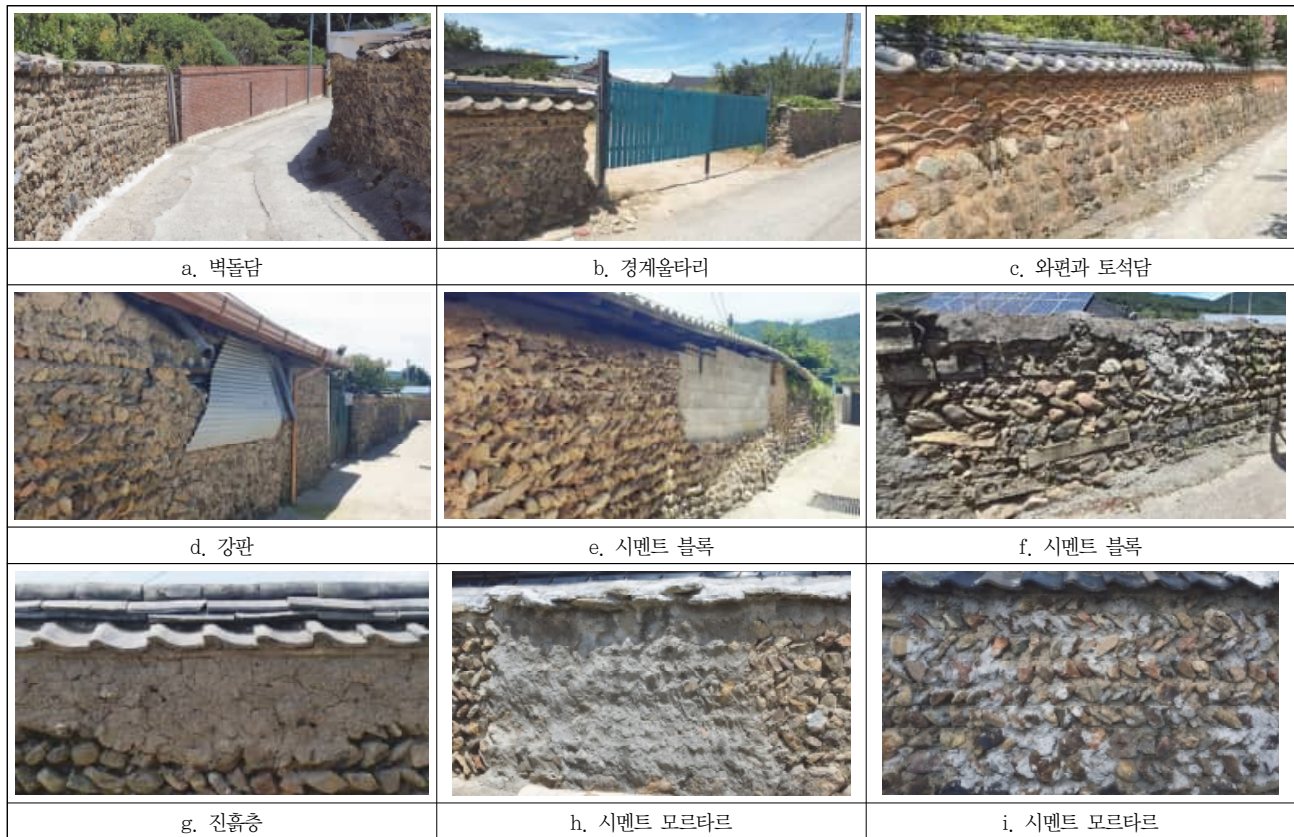 a. 벽돌담
b. 경계울타리
c. 와편과 토석담
d. 강판
e. 시멘트 블록
f. 시멘트 블록
g. 진흙층
h. 시멘트 모르타르
i. 시멘트 모르타르